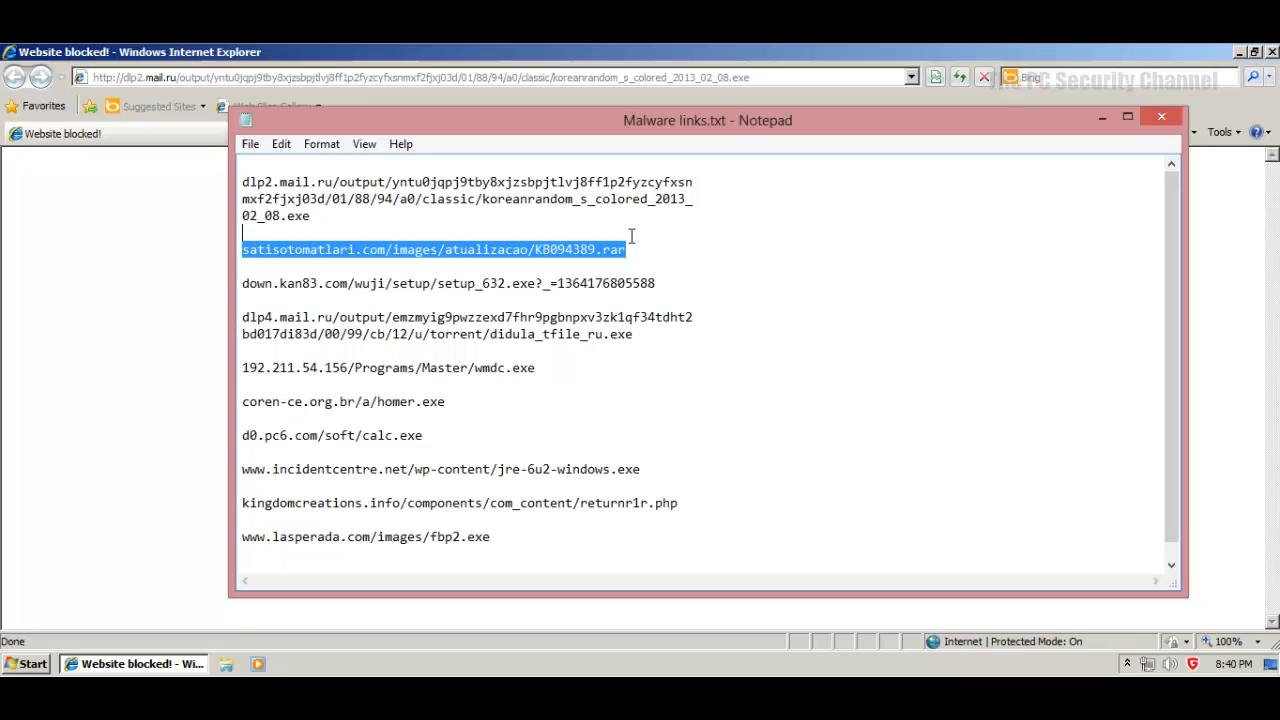 Website blocked! - Windows Internet Explorer
http://dlp2.mail.ru/output/yntu0jqpj9tby8xjzsbpjtlvj8ff1p2fyzcyfxsnmxf2fjxj03d/01/88/94/a0/classic/koreanrandom_s_colored_2013_02_08.exe
Bing
The PC Security Channel
Favorites
Suggested Sites
Web Slice Gallery
Website blocked!
Tools
Malware links.txt - Notepad
File Edit Format View Help
dlp2.mail.ru/output/yntu0jqpj9tby8xjzsbpjtlvj8ff1p2fyzcyfxsn
mxf2fjxj03d/01/88/94/a0/classic/koreanrandom_s_colored_2013_
02_08.exe
satisotomatlari.com/images/atualizacao/KB094389.rar
down.kan83.com/wuji/setup/setup_632.exe?_=1364176805588
dlp4.mail.ru/output/emzmyig9pwzzexd7fhr9pgbnpxv3zk1qf34tdht2
bd017di83d/00/99/cb/12/u/torrent/didula_tfile_ru.exe
192.211.54.156/Programs/Master/wmdc.exe
coren-ce.org.br/a/homer.exe
d0.pc6.com/soft/calc.exe
www.incidentcentre.net/wp-content/jre-6u2-windows.exe
kingdomcreations.info/components/com_content/returnr1r.php
www.lasperada.com/images/fbp2.exe
Done
Internet | Protected Mode: On
100%
Start
Website blocked! - Wi...
8:40 PM